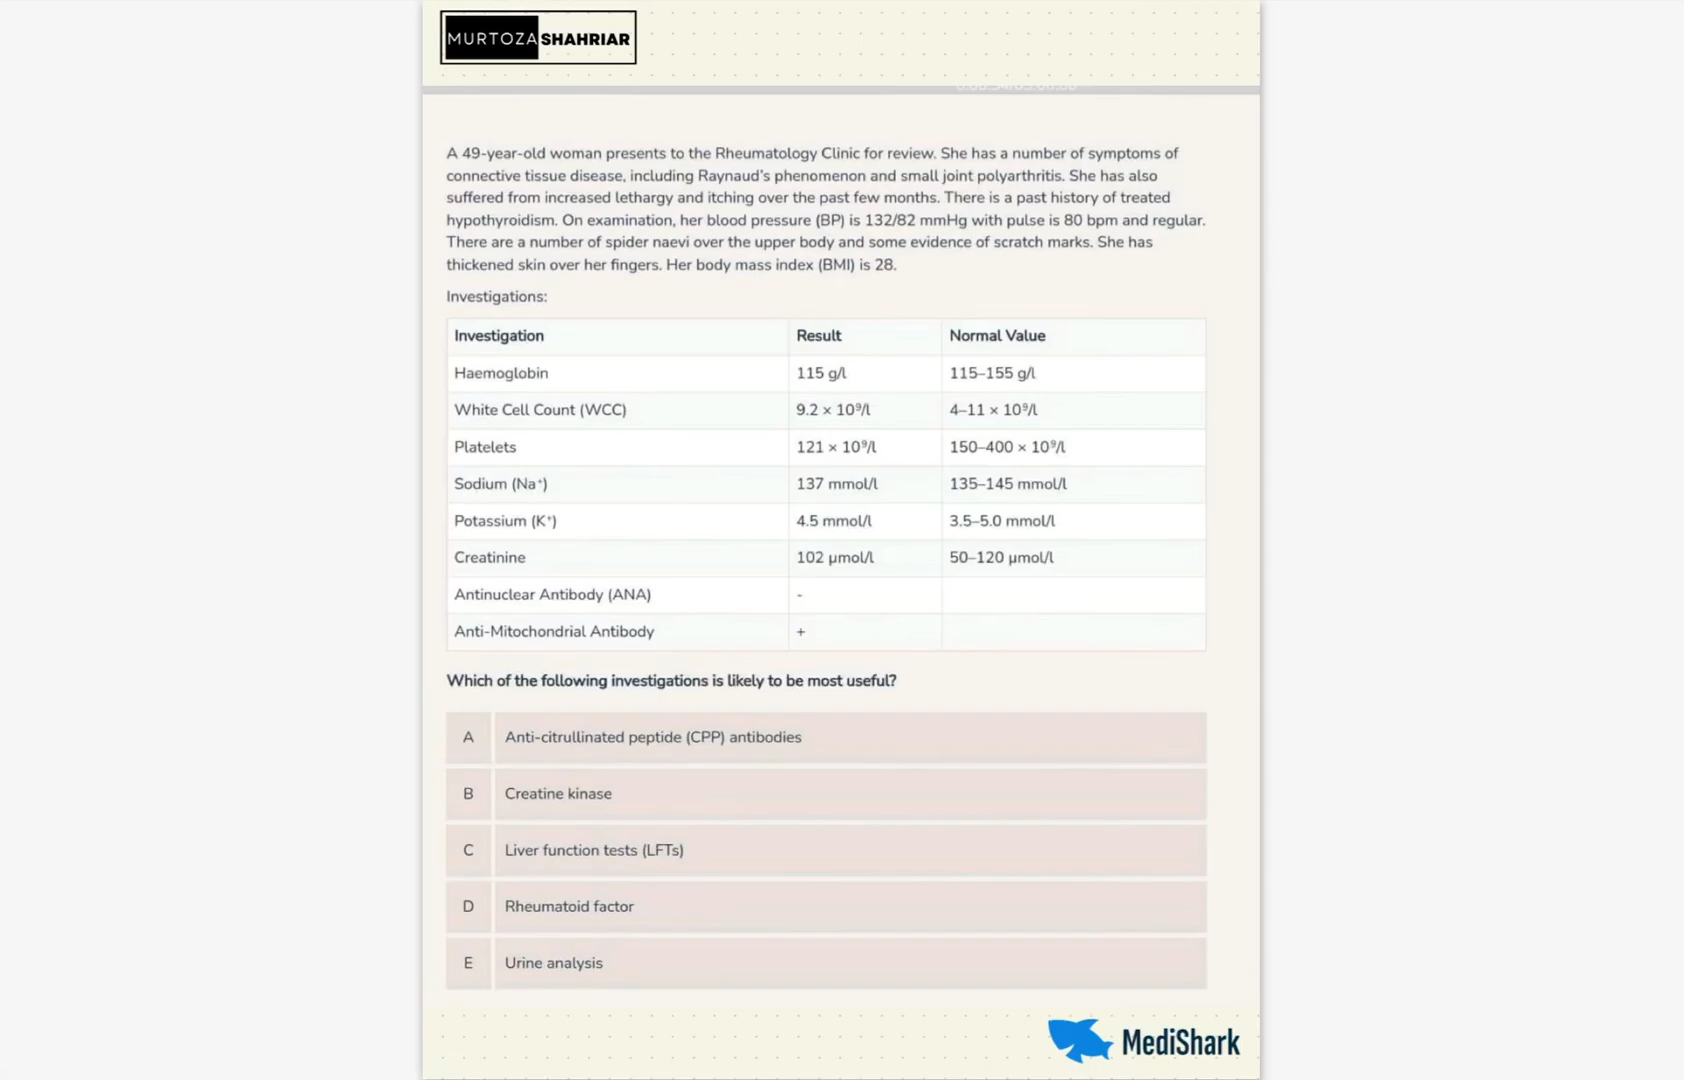 MURTOZA SHAHRIAR
A 49-year-old woman presents to the Rheumatology Clinic for review. She has a number of symptoms of
connective tissue disease, including Raynaud's phenomenon and small joint polyarthritis. She has also
suffered from increased lethargy and itching over the past few months. There is a past history of treated
hypothyroidism. On examination, her blood pressure (BP) is 132/82 mmHg with pulse is 80 bpm and regular.
There are a number of spider naevi over the upper body and some evidence of scratch marks. She has
thickened skin over her fingers. Her body mass index (BMI) is 28.
Investigations:
Investigation Result Normal Value
Haemoglobin 115 g/l 115–155 g/l
White Cell Count (WCC) 9.2 × 10⁹/l 4–11 × 10⁹/l
Platelets 121 × 10⁹/l 150–400 × 10⁹/l
Sodium (Na⁺) 137 mmol/l 135–145 mmol/l
Potassium (K⁺) 4.5 mmol/l 3.5–5.0 mmol/l
Creatinine 102 µmol/l 50–120 µmol/l
Antinuclear Antibody (ANA) -
Anti-Mitochondrial Antibody +
Which of the following investigations is likely to be most useful?
A Anti-citrullinated peptide (CPP) antibodies
B Creatine kinase
C Liver function tests (LFTs)
D Rheumatoid factor
E Urine analysis
MediShark